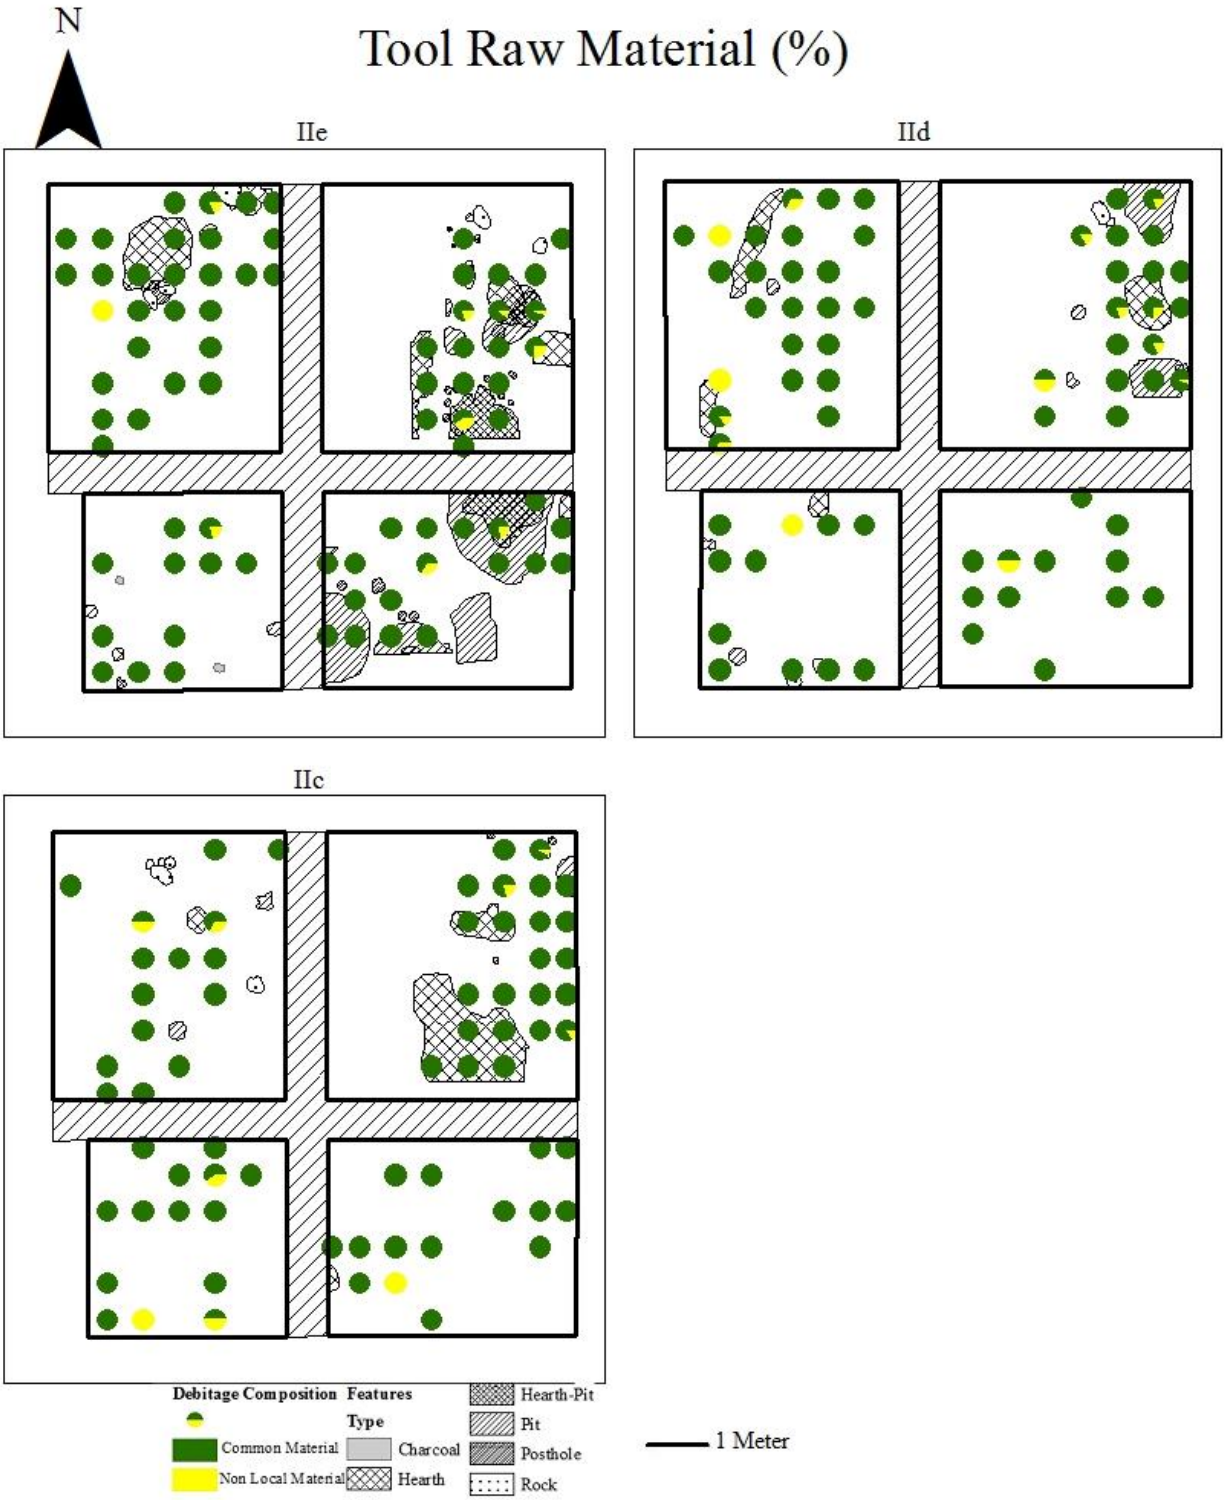 N
Tool Raw Material (%)
IIe
IId
IIc
Debitage Composition
Common Material
Non Local Material
Features
Type
Charcoal
Hearth
Hearth-Pit
Pit
Posthole
Rock
1 Meter